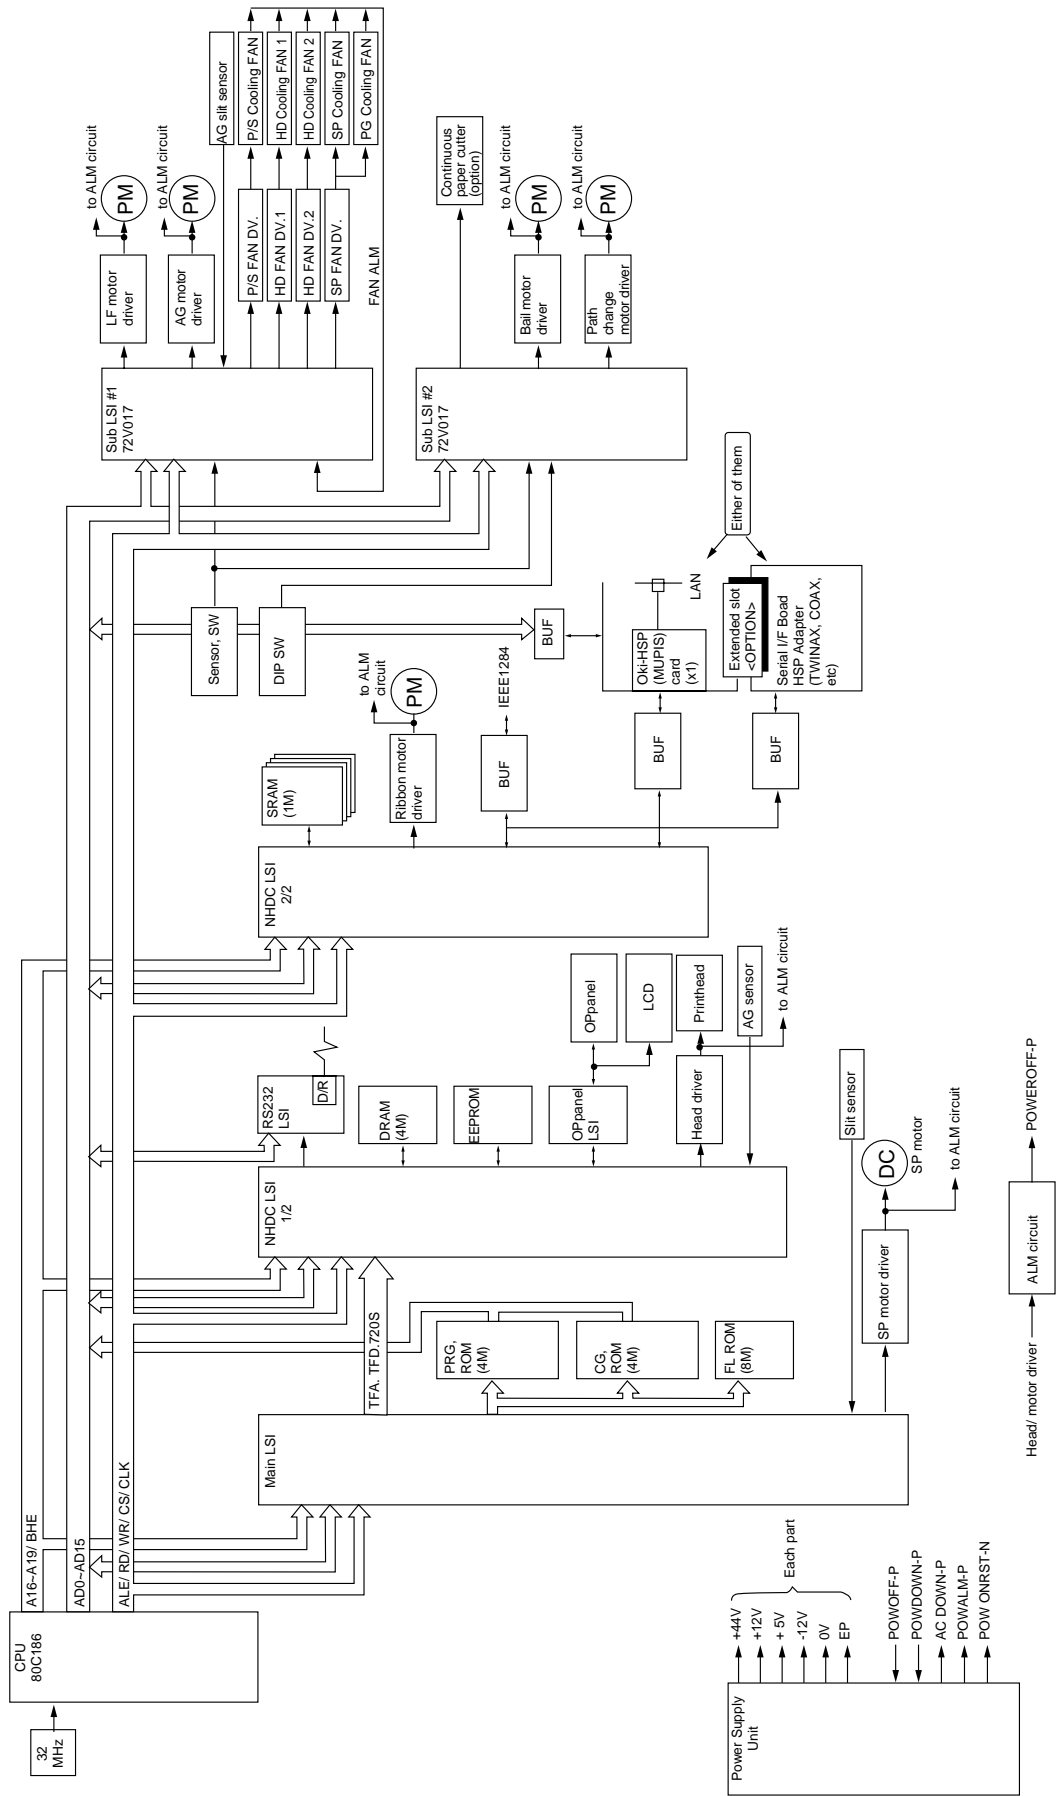 32
MHz
CPU
80C186
A16~A19/ BHE
AD0~AD15
ALE/ RD/ WR/ CS/ CLK
Main LSI
TFA. TFD.720S
PRG,
ROM
(4M)
CG,
ROM
(4M)
FL ROM
(8M)
Slit sensor
SP motor driver
DC
SP motor
to ALM circuit
NHDC LSI
1/2
RS232
LSI
D/R
DRAM
(4M)
EEPROM
OPpanel
LSI
OPpanel
LCD
Head driver
Printhead
AG sensor
to ALM circuit
NHDC LSI
2/2
SRAM
(1M)
Ribbon motor
driver
PM
to ALM
circuit
BUF
IEEE1284
BUF
BUF
BUF
Oki-HSP
(MUPIS)
card
(x1)
LAN
Extended slot
<OPTION>
Serial I/F Boad
HSP Adapter
(TWINAX, COAX,
etc)
Either of them
Sensor, SW
DIP SW
Sub LSI #1
72V017
LF motor
driver
PM
to ALM circuit
AG motor
driver
PM
to ALM circuit
AG slit sensor
P/S FAN DV.
P/S Cooling FAN
HD FAN DV.1
HD Cooling FAN 1
HD FAN DV.2
HD Cooling FAN 2
SP FAN DV.
SP Cooling FAN
PG Cooling FAN
FAN ALM
Sub LSI #2
72V017
Continuous
paper cutter
(option)
Bail motor
driver
PM
to ALM circuit
Path
change
motor driver
PM
to ALM circuit
Power Supply
Unit
+44V
+12V
+ 5V
-12V
0V
EP
Each part
POWOFF-P
POWDOWN-P
AC DOWN-P
POWALM-P
POW ONRST-N
Head/ motor driver
ALM circuit
POWEROFF-P